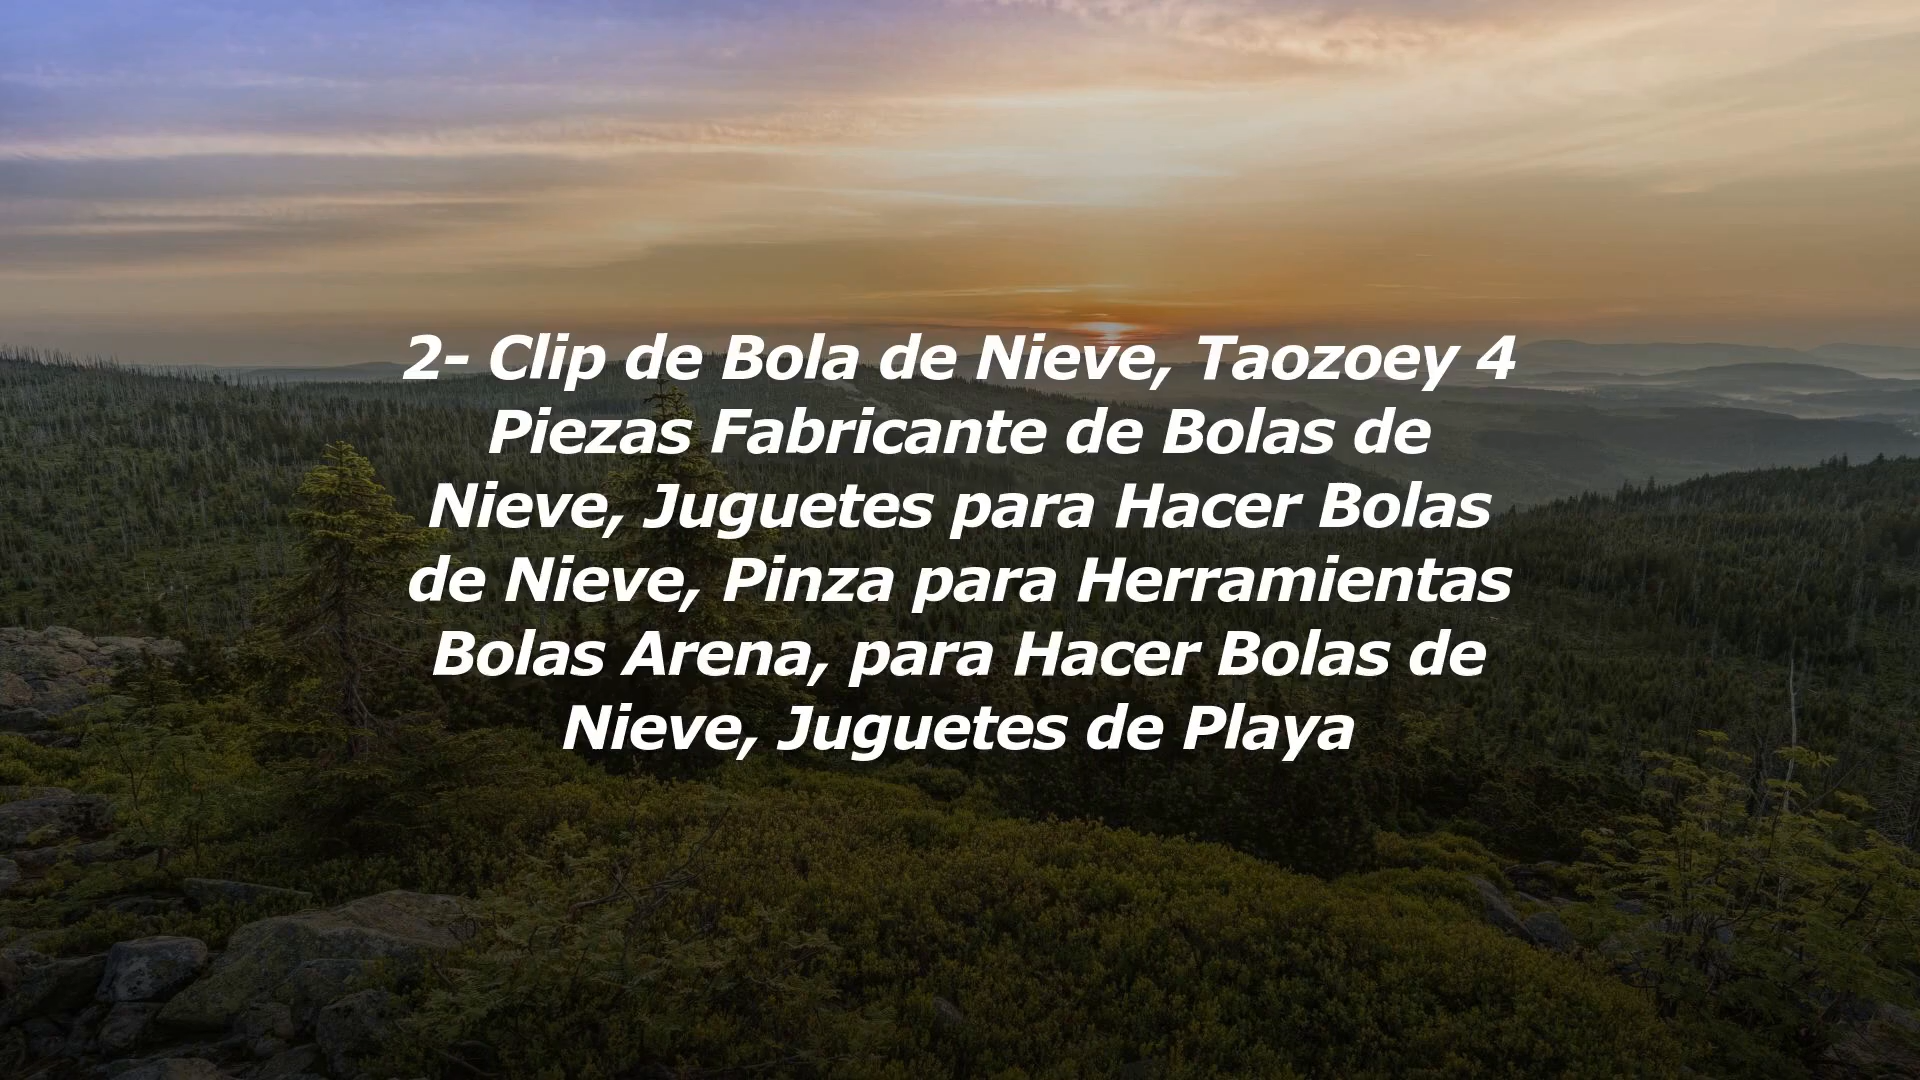 2- Clip de Bola de Nieve, Taozoey 4
Piezas Fabricante de Bolas de
Nieve, Juguetes para Hacer Bolas
de Nieve, Pinza para Herramientas
Bolas Arena, para Hacer Bolas de
Nieve, Juguetes de Playa